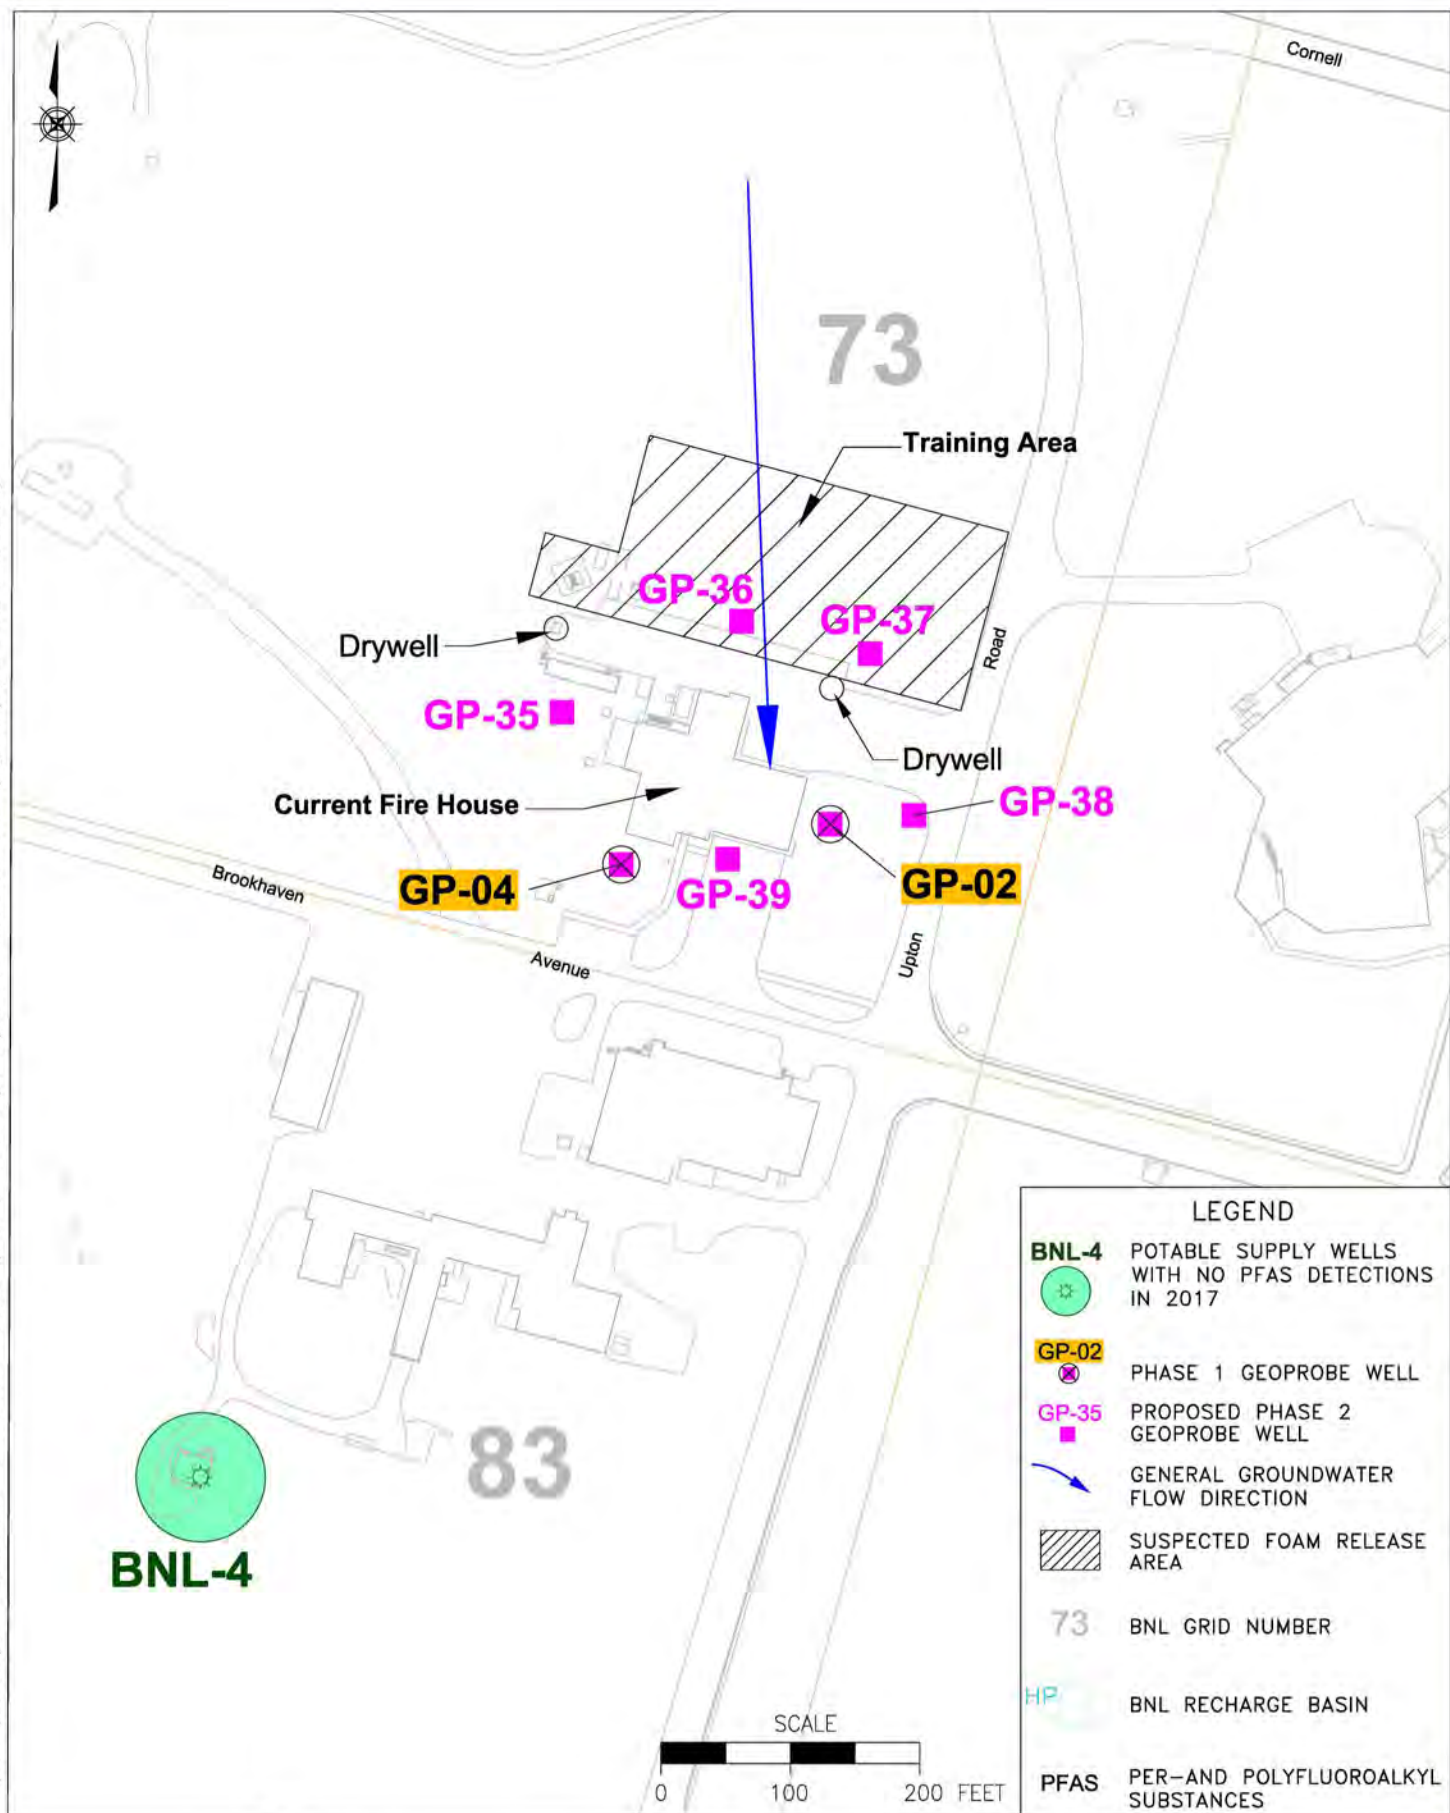 Cornell
73
Training Area
GP-36
GP-37
Drywell
Road
GP-35
Drywell
GP-38
Current Fire House
GP-02
GP-04
GP-39
Brookhaven
Avenue
Upton
83
BNL-4
SCALE
0 100 200 FEET
LEGEND
BNL-4 POTABLE SUPPLY WELLS
WITH NO PFAS DETECTIONS
IN 2017
GP-02
PHASE 1 GEOPROBE WELL
GP-35 PROPOSED PHASE 2
GEOPROBE WELL
GENERAL GROUNDWATER
FLOW DIRECTION
SUSPECTED FOAM RELEASE
AREA
73 BNL GRID NUMBER
HP BNL RECHARGE BASIN
PFAS PER-AND POLYFLUOROALKYL
SUBSTANCES